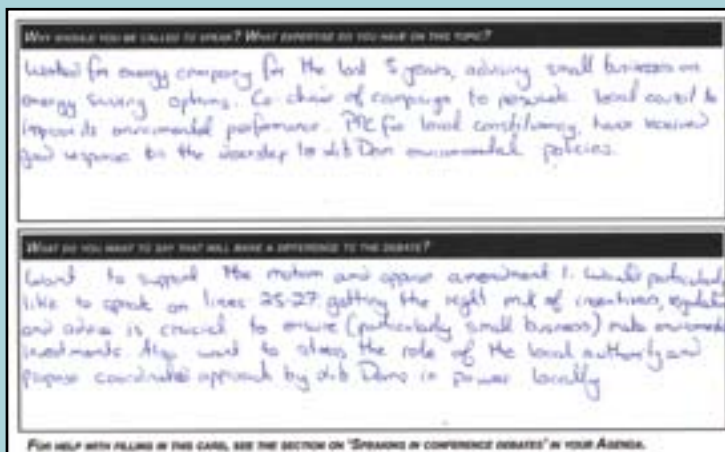 WHY SHOULD YOU BE CALLED TO SPEAK? WHAT EXPERTISE DO YOU HAVE ON THIS TOPIC?
Worked for energy company for the last 5 years, advising small businesses on
energy saving options. Co chair of campaign to persuade local council to
improve its environmental performance. PPC for local constituency, have received
good response on the doorstep to Lib Dem environmental policies.
WHAT DO YOU WANT TO SAY THAT WILL MAKE A DIFFERENCE TO THE DEBATE?
Want to support the motion and oppose amendment 1. Would particularly
like to speak on lines 25-27 getting the right mix of incentives, regulation
and advice is crucial to ensure (particularly small business) make environmental
investments. Also want to stress the role of the local authority and
propose coordinated approach by Lib Dems in power locally
FOR HELP WITH FILLING IN THIS CARD, SEE THE SECTION ON 'SPEAKING IN CONFERENCE DEBATES' IN YOUR AGENDA.